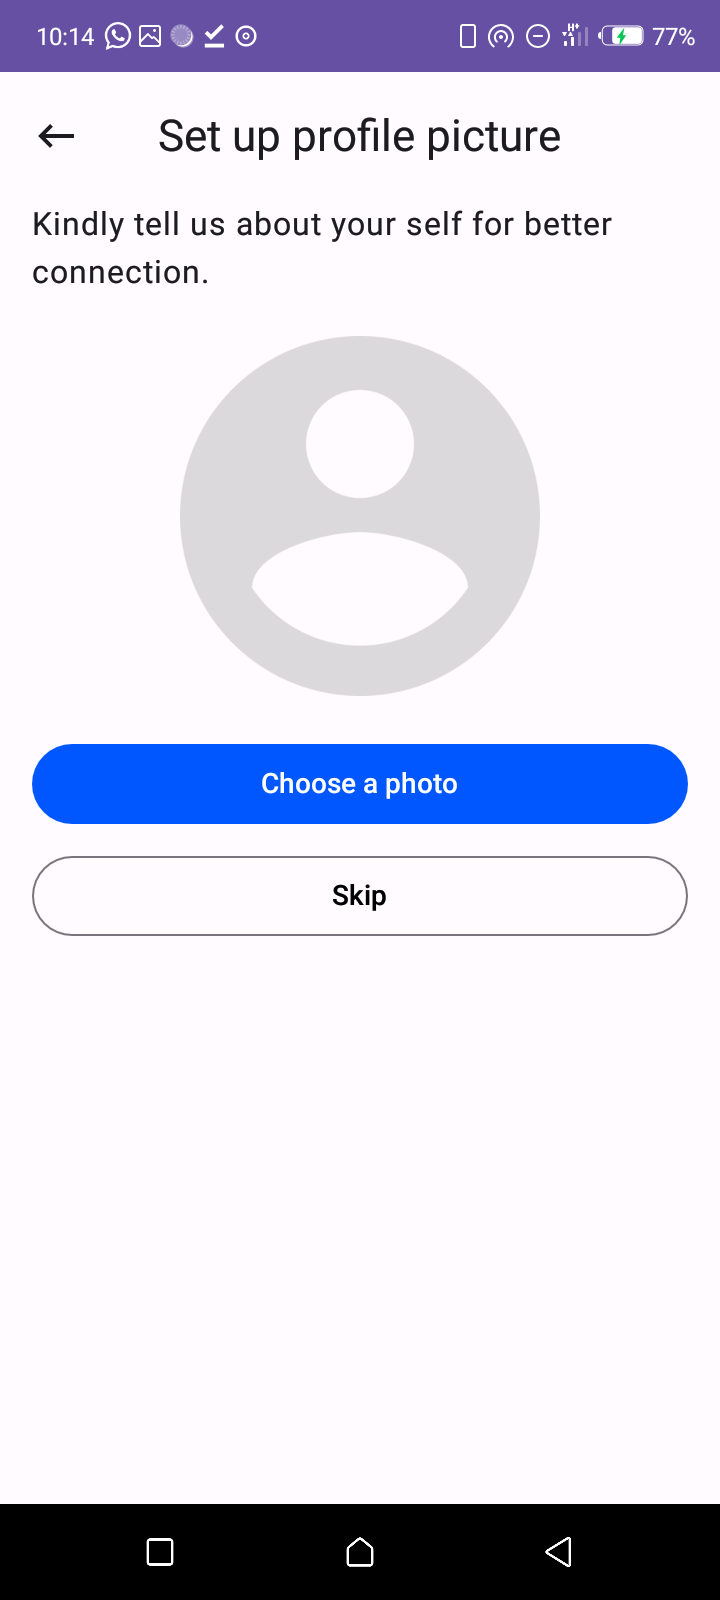 10:14 77%
Set up profile picture
Kindly tell us about your self for better
connection.
Choose a photo
Skip